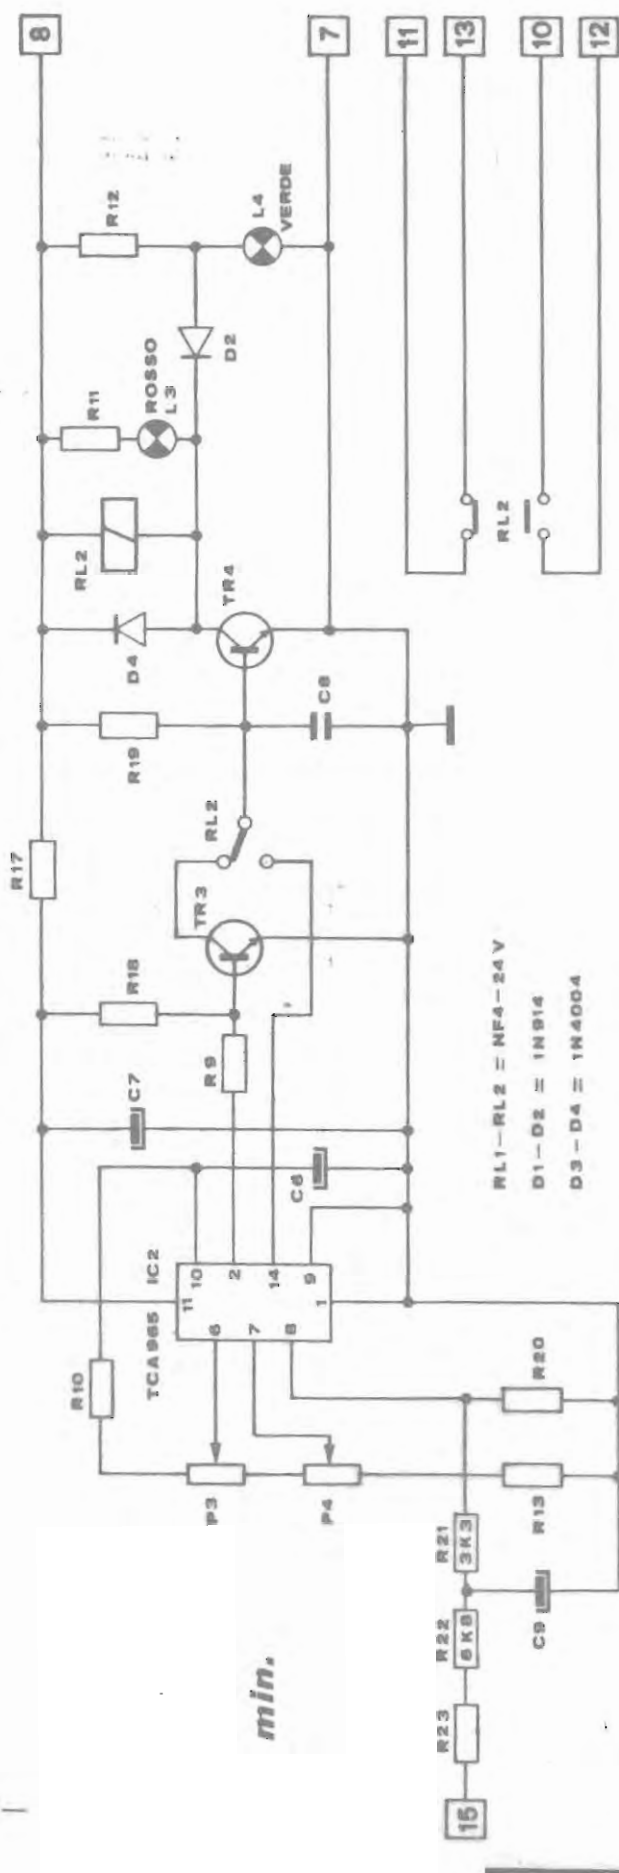 8
7
11
13
10
12
R12
L4
VERDE
D2
R11
ROSSO
L3
RL2
TR4
D4
R19
C8
RL2
RL2
R17
TR3
R18
R9
C7
C6
RL1-RL2 = NF4-24V
D1-D2 = 1N914
D3-D4 = 1N4004
IC2
TCA965
11
10
2
14
9
1
6
7
8
R10
P3
P4
R20
R13
R21
3K3
R22
6K8
R23
C9
15
min.